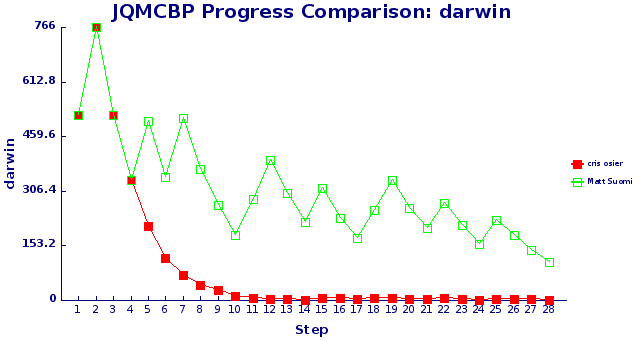 JQMCBP Progress Comparison: darwin
766
612.8
459.6
306.4
153.2
0
darwin
1 2 3 4 5 6 7 8 9 10 11 12 13 14 15 16 17 18 19 20 21 22 23 24 25 26 27 28
Step
cris osier
Matt Suomi